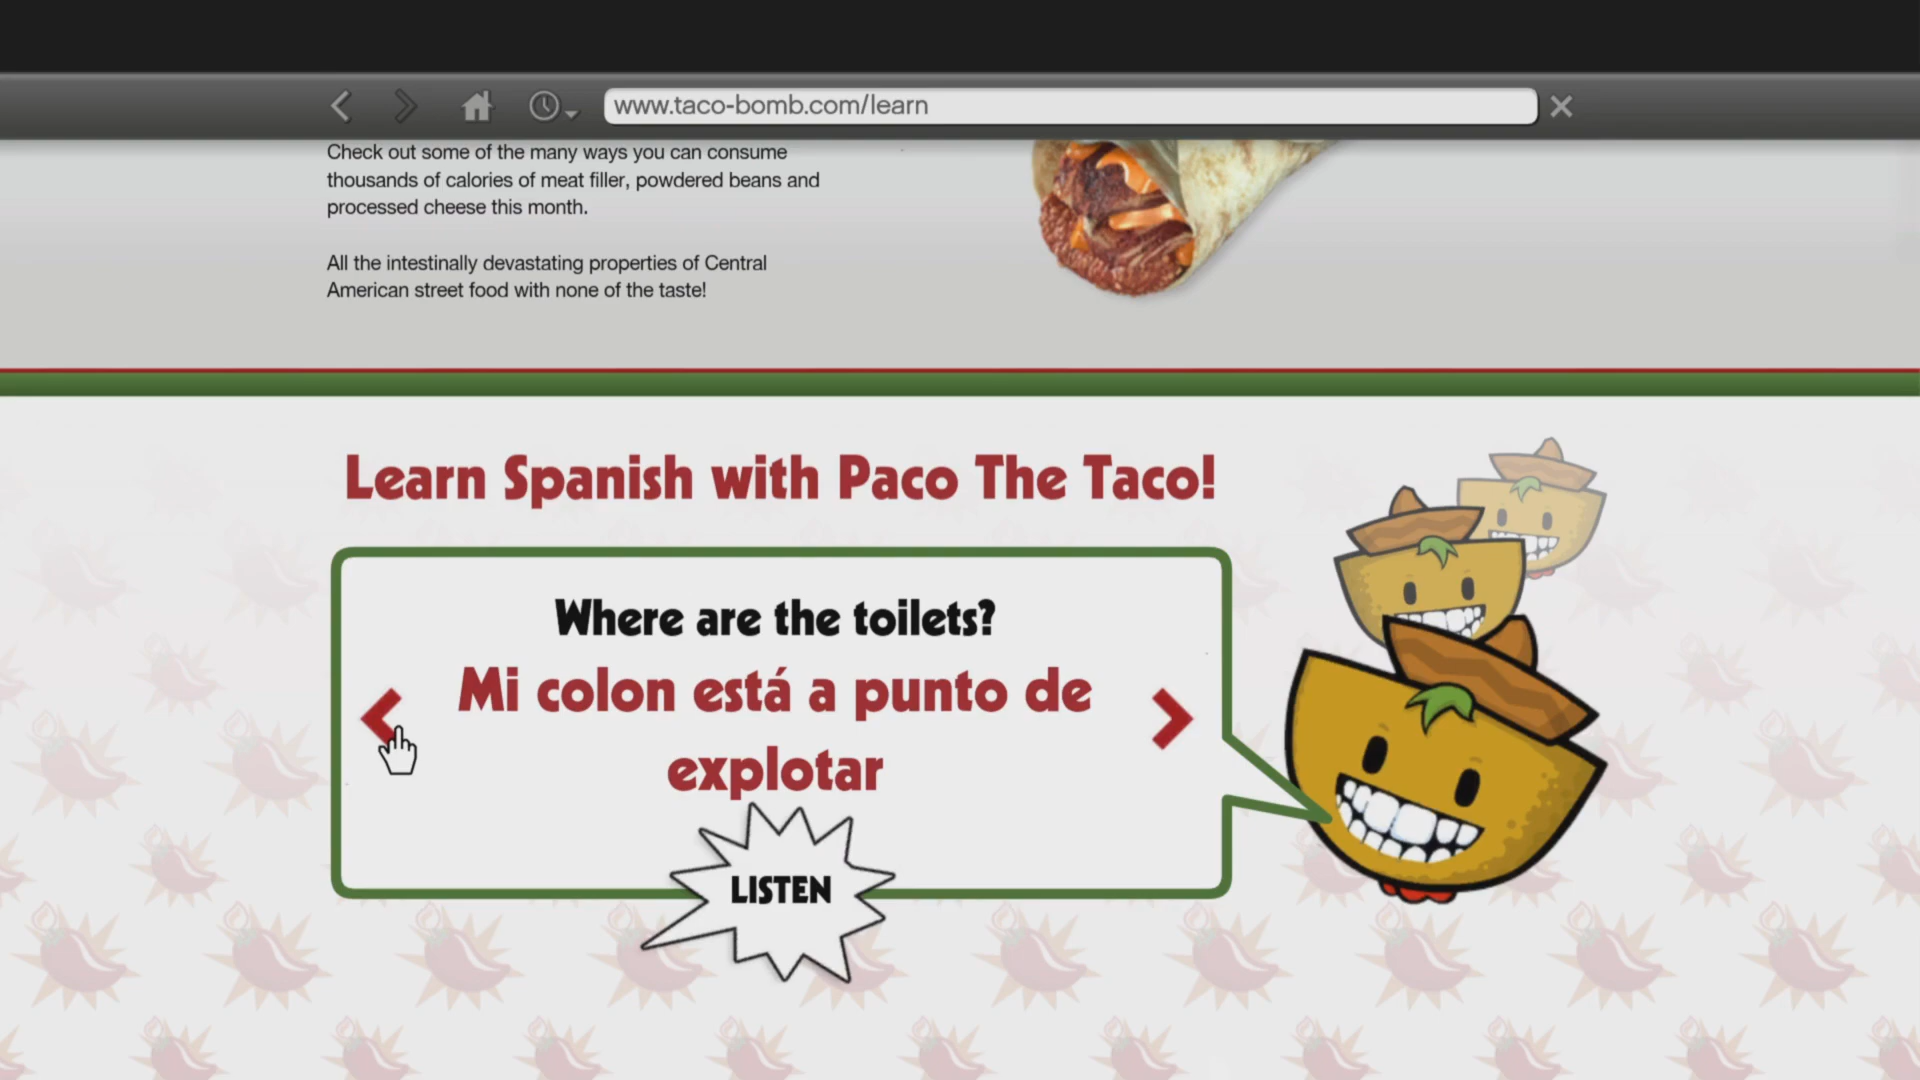 www.taco-bomb.com/learn
Check out some of the many ways you can consume
thousands of calories of meat filler, powdered beans and
processed cheese this month.
All the intestinally devastating properties of Central
American street food with none of the taste!
Learn Spanish with Paco The Taco!
Where are the toilets?
Mi colon está a punto de
explotar
LISTEN